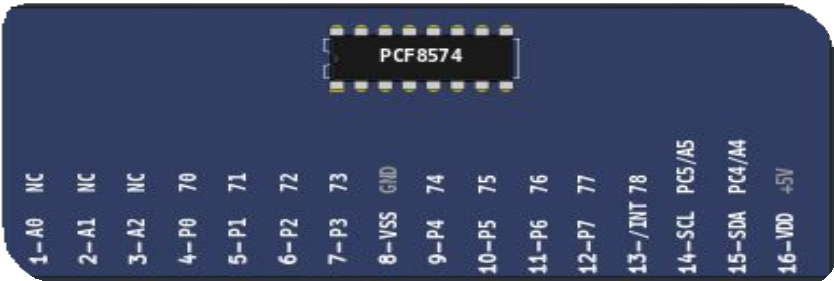 PCF8574
1-A0 NC
2-A1 NC
3-A2 NC
4-P0 70
5-P1 71
6-P2 72
7-P3 73
8-VSS GND
9-P4 74
10-P5 75
11-P6 76
12-P7 77
13-/INT 78
14-SCL PC5/A5
15-SDA PC4/A4
16-VDD +5V